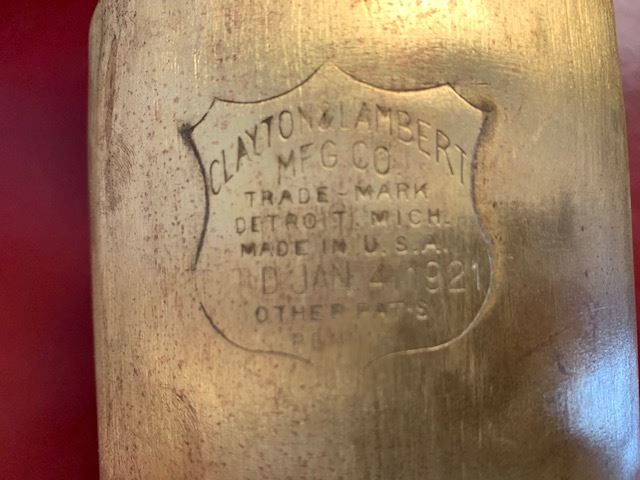 CLAYTON & LAMBERT
MFG. CO.
TRADE-MARK
DETROIT, MICH.
MADE IN U.S.A.
D JAN. 4, 1921
OTHER PAT'S